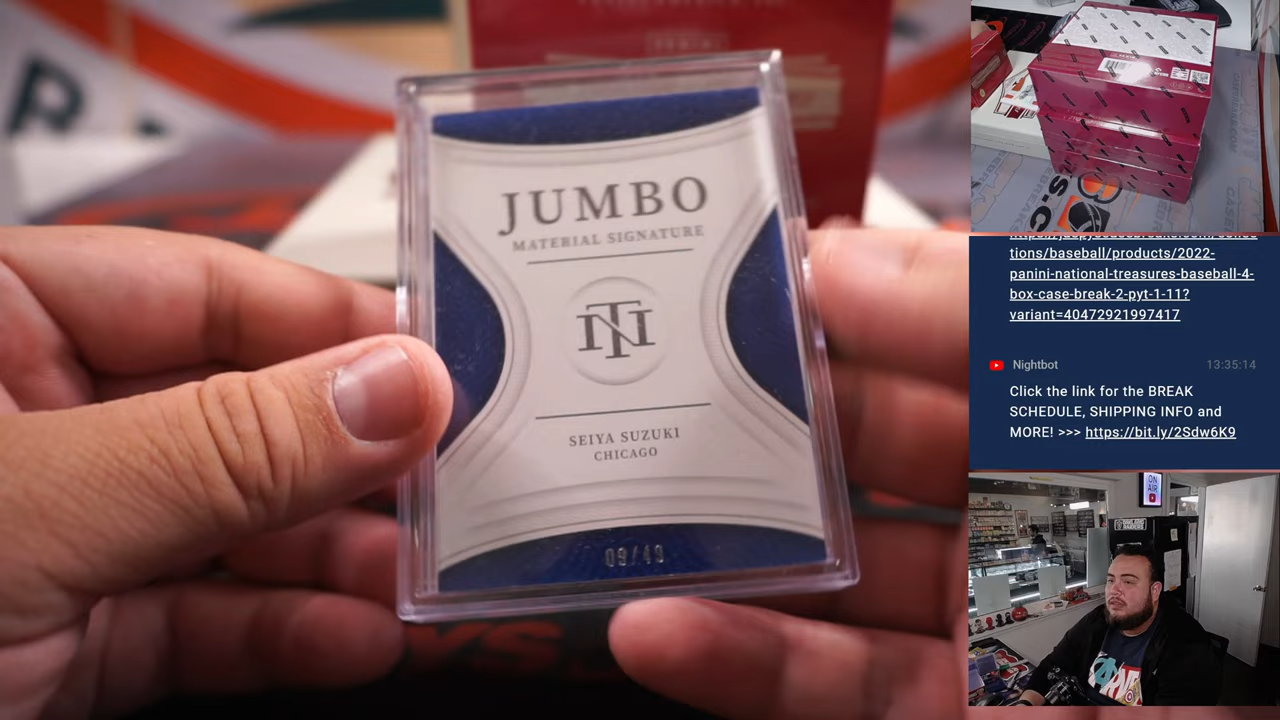 JUMBO
MATERIAL SIGNATURE
NT
SEIYA SUZUKI
CHICAGO
09/49
tions/baseball/products/2022-
panini-national-treasures-baseball-4-
box-case-break-2-pyt-1-11?
variant=40472921997417
Nightbot
13:35:14
Click the link for the BREAK
SCHEDULE, SHIPPING INFO and
MORE! >>> https://bit.ly/2Sdw6K9
ON
AIR